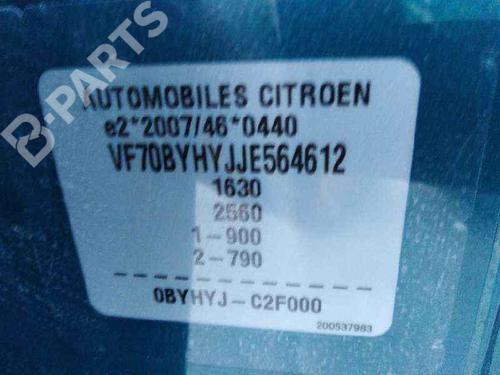 B-PARTS
AUTOMOBILES CITROEN
e2*2007/46*0440
VF70BYHYJJE564612
1630
2560
1-900
2-790
0BYHYJ-C2F000
200537983